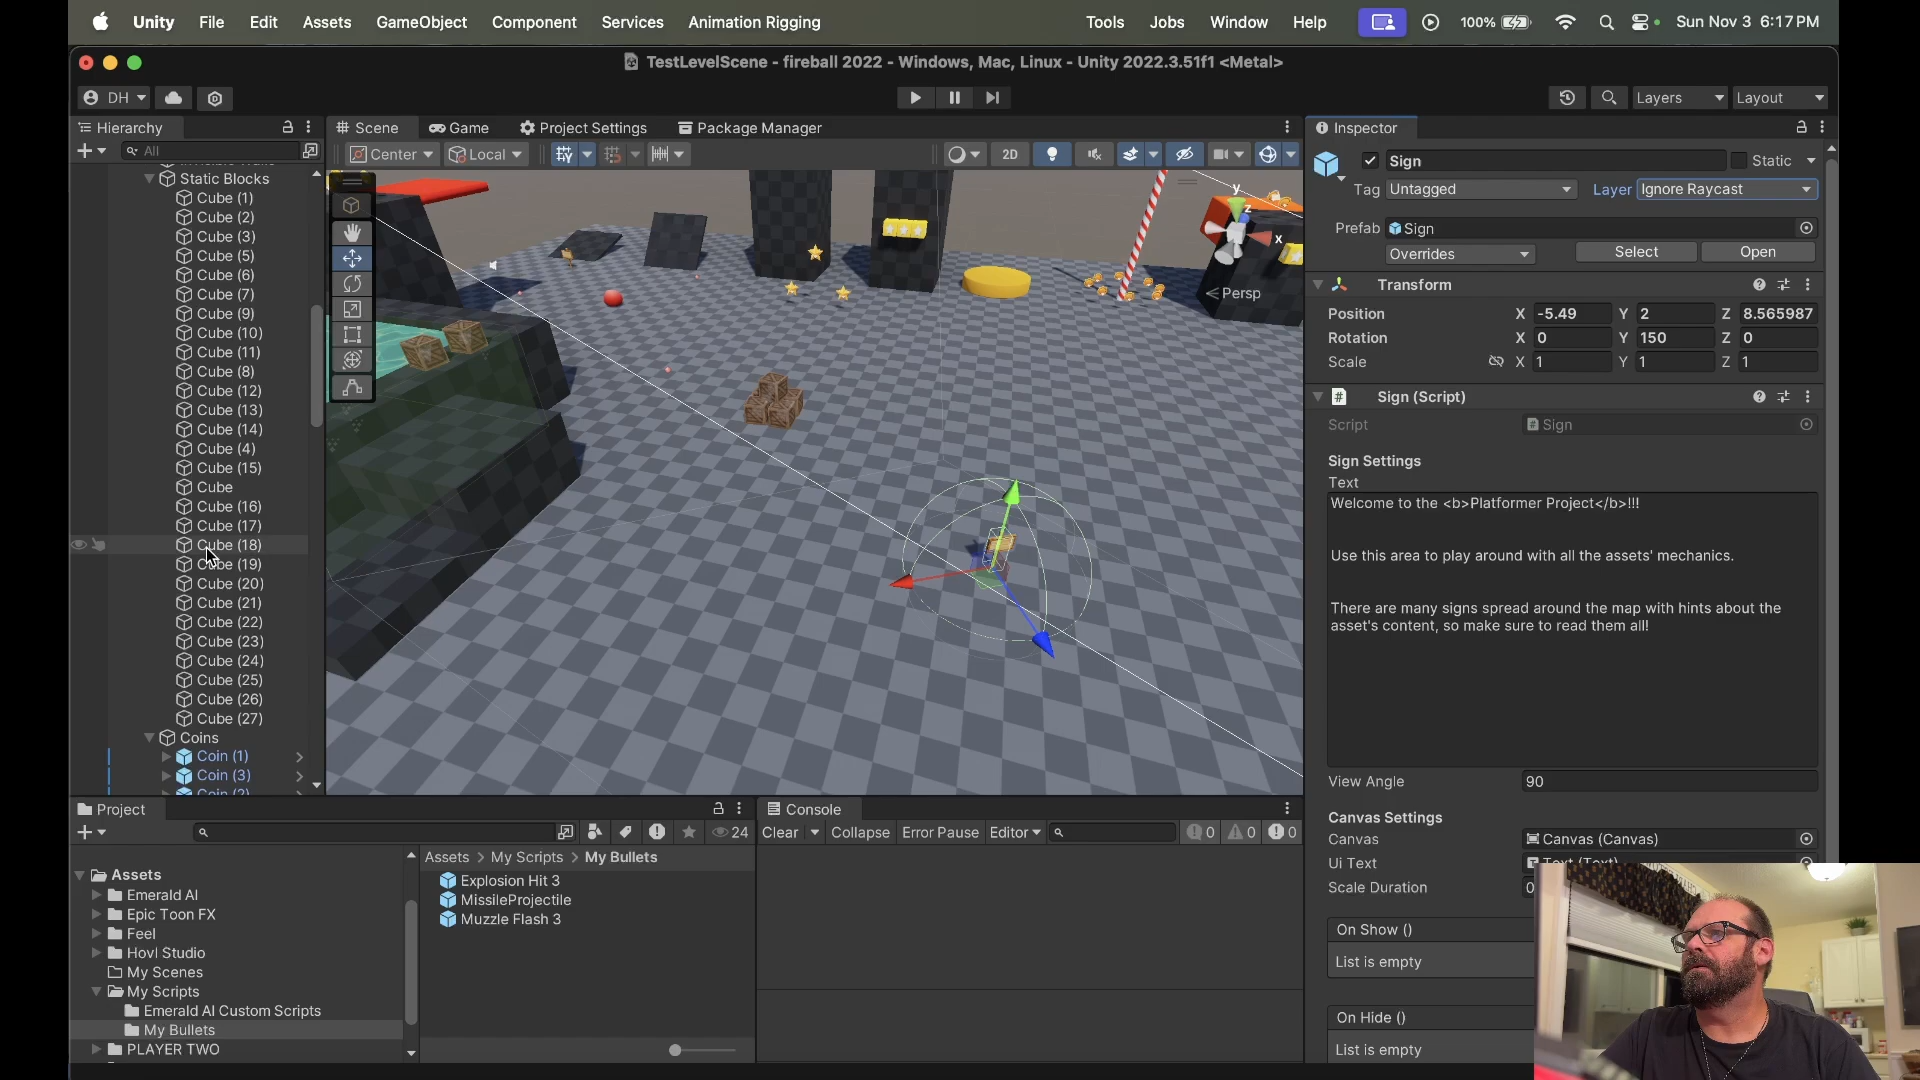 Unity File Edit Assets GameObject Component Services Animation Rigging Tools Jobs Window Help 100% Sun Nov 3 6:17 PM
TestLevelScene - fireball 2022 - Windows, Mac, Linux - Unity 2022.3.51f1 <Metal>
DH Layers Layout
Hierarchy
All
Static Blocks
Cube (1)
Cube (2)
Cube (3)
Cube (5)
Cube (6)
Cube (7)
Cube (9)
Cube (10)
Cube (11)
Cube (8)
Cube (12)
Cube (13)
Cube (14)
Cube (4)
Cube (15)
Cube
Cube (16)
Cube (17)
Cube (18)
Cube (19)
Cube (20)
Cube (21)
Cube (22)
Cube (23)
Cube (24)
Cube (25)
Cube (26)
Cube (27)
Coins
Coin (1)
Coin (3)
Coin (2)
Scene Game Project Settings Package Manager
Center Local 2D
y
z
x
Persp
Inspector
Sign Static
Tag Untagged Layer Ignore Raycast
Prefab Sign
Overrides Select Open
Transform
Position X -5.49 Y 2 Z 8.565987
Rotation X 0 Y 150 Z 0
Scale X 1 Y 1 Z 1
# Sign (Script)
Script Sign
Sign Settings
Text
Welcome to the <b>Platformer Project</b>!!!
Use this area to play around with all the assets' mechanics.
There are many signs spread around the map with hints about the
asset's content, so make sure to read them all!
View Angle 90
Canvas Settings
Canvas Canvas (Canvas)
Ui Text Text (Text)
Scale Duration 0
On Show ()
List is empty
On Hide ()
List is empty
Project
24
Assets
Emerald AI
Epic Toon FX
Feel
Hovl Studio
My Scenes
My Scripts
Emerald AI Custom Scripts
My Bullets
PLAYER TWO
Assets > My Scripts > My Bullets
Explosion Hit 3
MissileProjectile
Muzzle Flash 3
Console
Clear Collapse Error Pause Editor 0 0 0